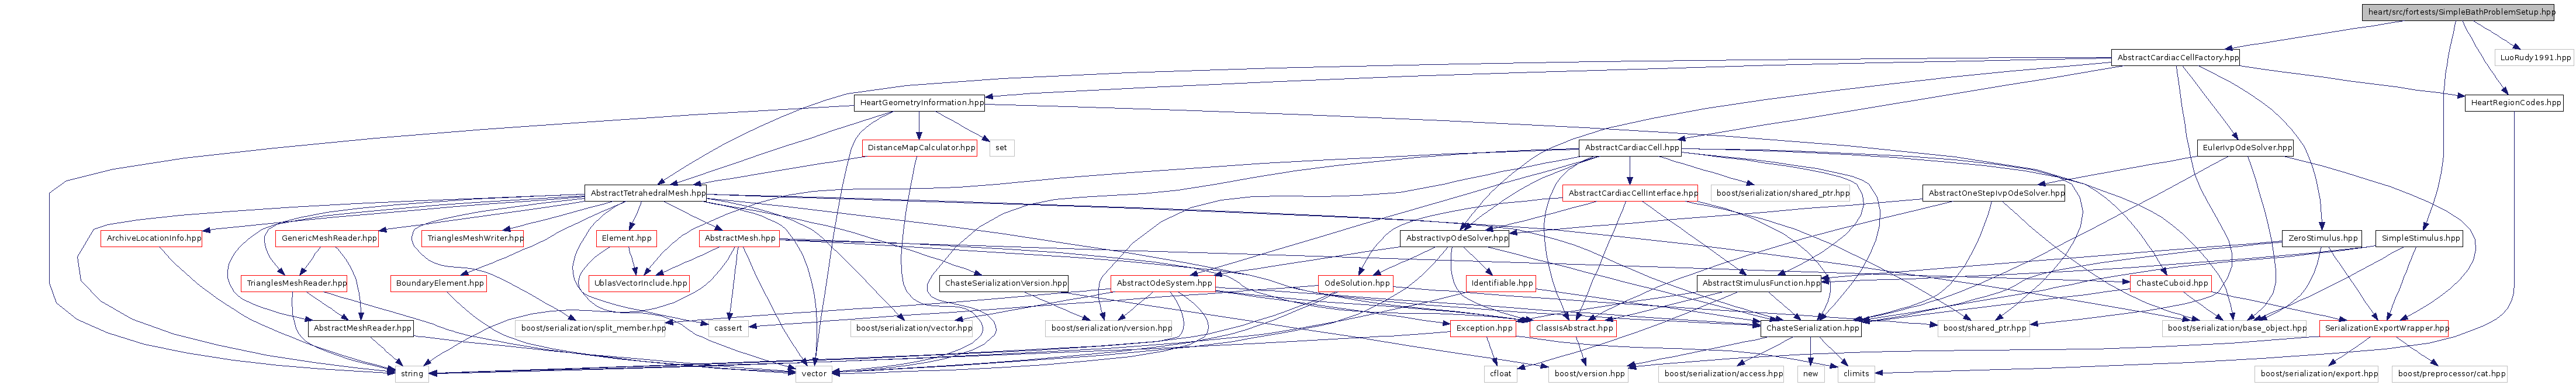 heart/src/fortests/SimpleBathProblemSetup.hpp
AbstractCardiacCellFactory.hpp
LuoRudy1991.hpp
HeartGeometryInformation.hpp
HeartRegionCodes.hpp
DistanceMapCalculator.hpp
set
AbstractCardiacCell.hpp
EulerIvpOdeSolver.hpp
AbstractTetrahedralMesh.hpp
AbstractCardiacCellInterface.hpp
boost/serialization/shared_ptr.hpp
AbstractOneStepIvpOdeSolver.hpp
ArchiveLocationInfo.hpp
GenericMeshReader.hpp
TrianglesMeshWriter.hpp
Element.hpp
AbstractMesh.hpp
AbstractIvpOdeSolver.hpp
ZeroStimulus.hpp
SimpleStimulus.hpp
TrianglesMeshReader.hpp
BoundaryElement.hpp
UblasVectorInclude.hpp
ChasteSerializationVersion.hpp
AbstractOdeSystem.hpp
OdeSolution.hpp
Identifiable.hpp
AbstractStimulusFunction.hpp
ChasteCuboid.hpp
AbstractMeshReader.hpp
boost/serialization/split_member.hpp
cassert
boost/serialization/vector.hpp
boost/serialization/version.hpp
Exception.hpp
ClassIsAbstract.hpp
ChasteSerialization.hpp
boost/shared_ptr.hpp
boost/serialization/base_object.hpp
SerializationExportWrapper.hpp
string
vector
cfloat
boost/version.hpp
boost/serialization/access.hpp
new
climits
boost/serialization/export.hpp
boost/preprocessor/cat.hpp